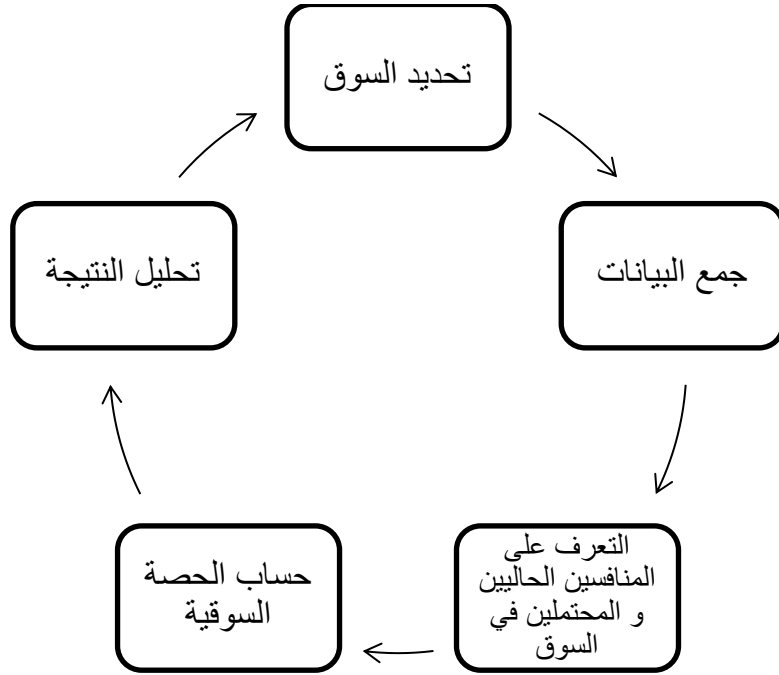 تحديد السوق
جمع البيانات
التعرف على
المنافسين الحاليين
و المحتملين في
السوق
حساب الحصة
السوقية
تحليل النتيجة